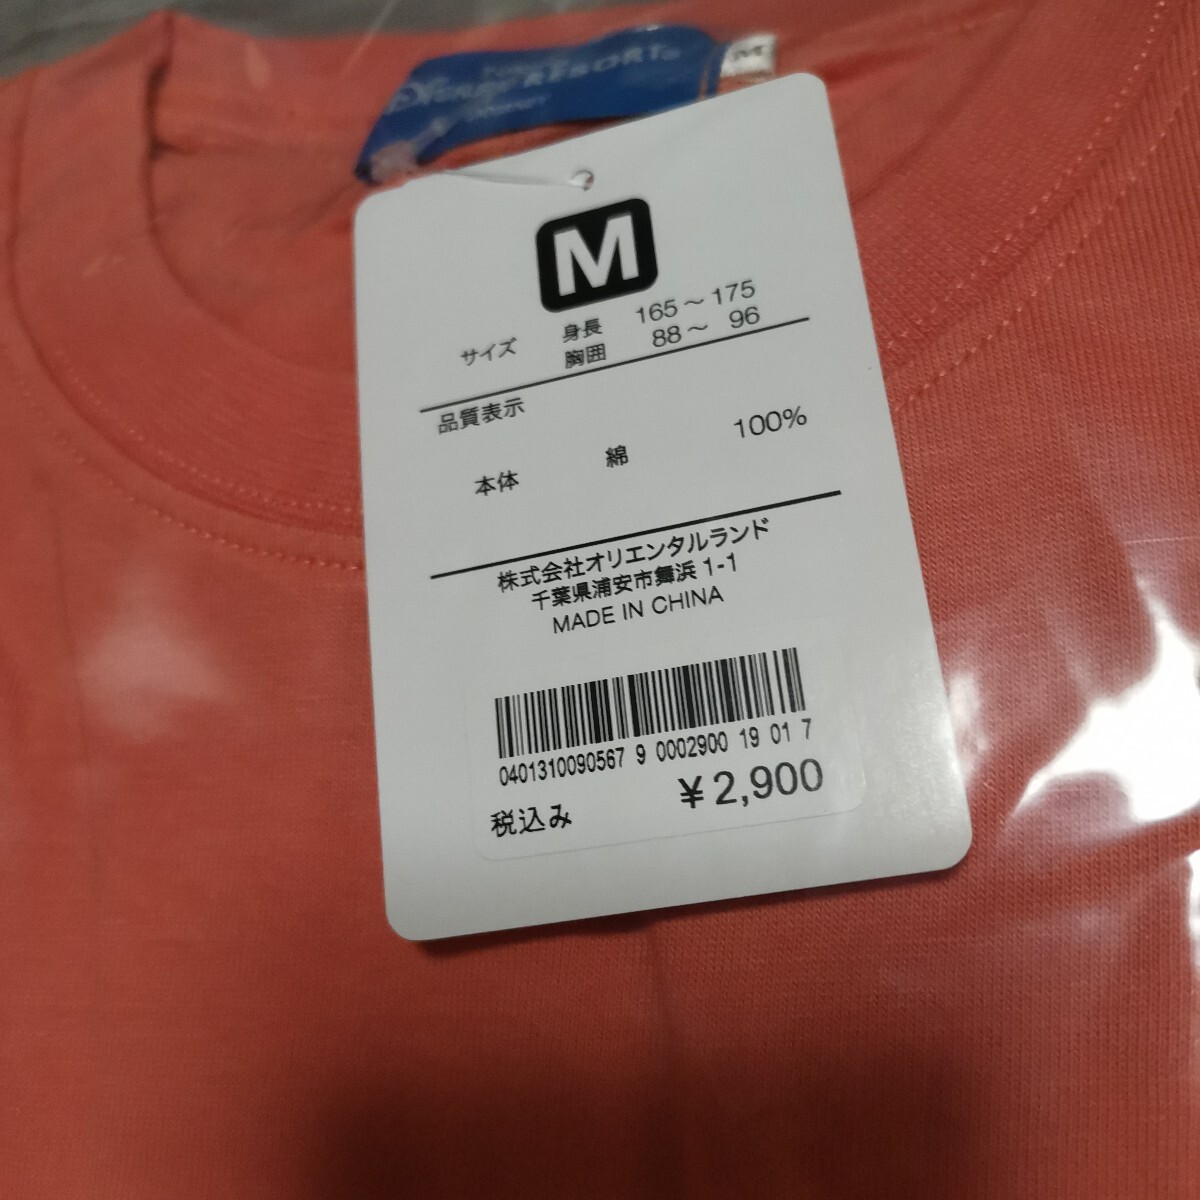 RESORT
M
M
サイズ 身長 165～175
胸囲 88～ 96
品質表示
本体 綿 100%
株式会社オリエンタルランド
千葉県浦安市舞浜1-1
MADE IN CHINA
0401310090567 9 0002900 19 01 7
税込み ¥2,900